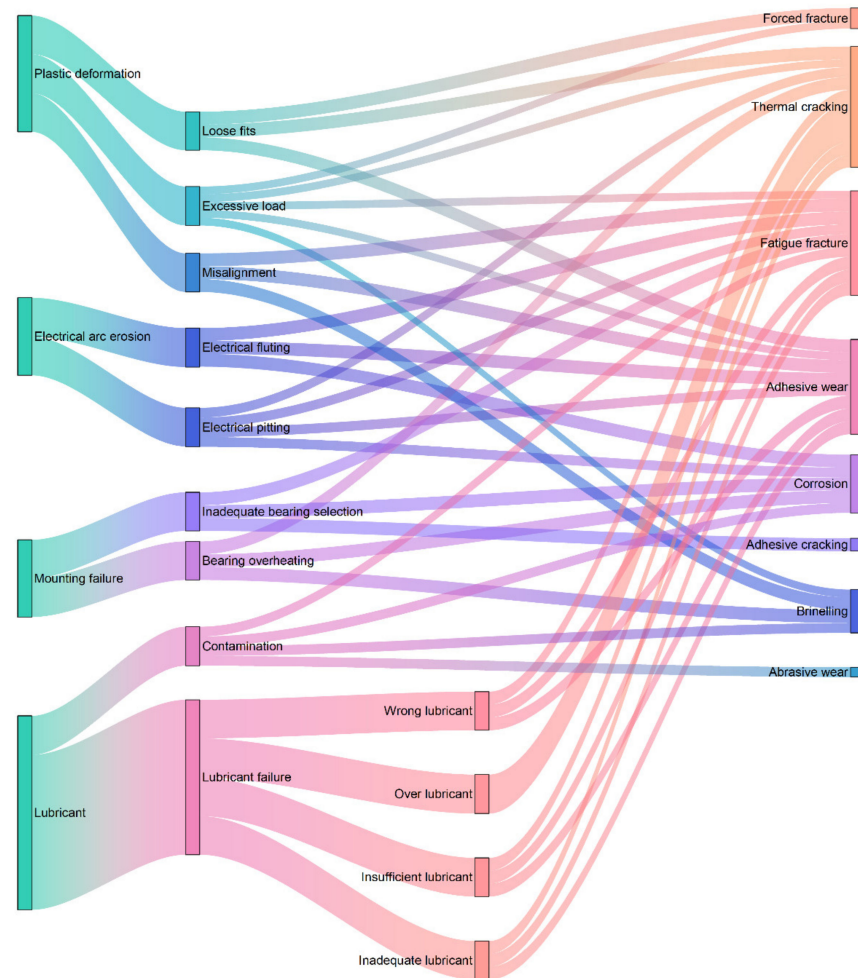 Plastic deformation
Electrical arc erosion
Mounting failure
Lubricant
Loose fits
Excessive load
Misalignment
Electrical fluting
Electrical pitting
Inadequate bearing selection
Bearing overheating
Contamination
Lubricant failure
Wrong lubricant
Over lubricant
Insufficient lubricant
Inadequate lubricant
Forced fracture
Thermal cracking
Fatigue fracture
Adhesive wear
Corrosion
Adhesive cracking
Brinelling
Abrasive wear